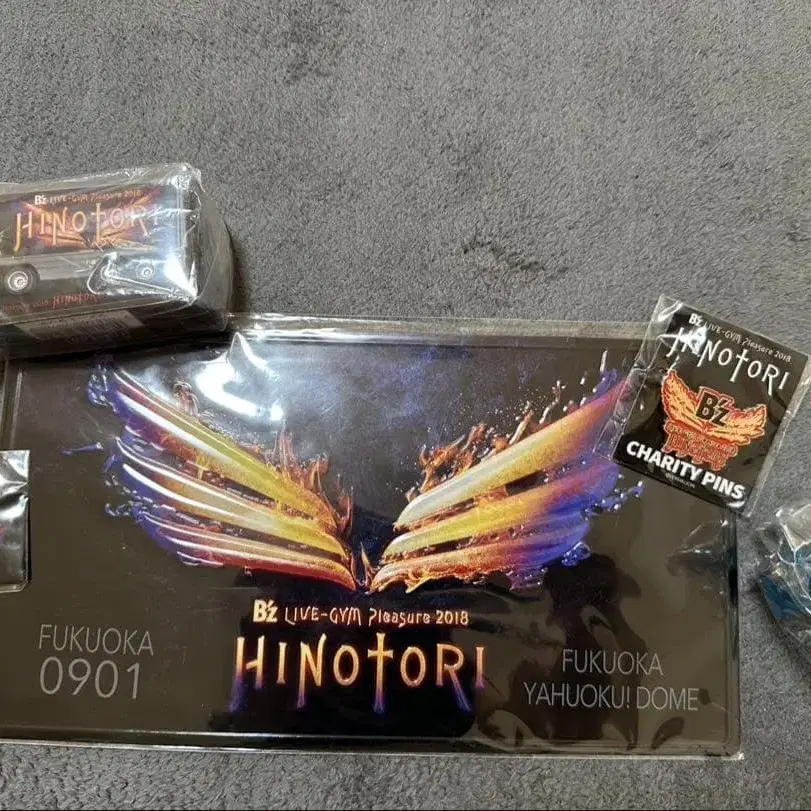 B'z LIVE-GYM Pleasure 2018
HINOTORI
HINOTORI
B'z LIVE-GYM Pleasure 2018
HINOTORI
B'z
CHARITY PINS
B'z LIVE-GYM Pleasure 2018
HINOTORI
FUKUOKA
0901
FUKUOKA
YAHUOKU! DOME